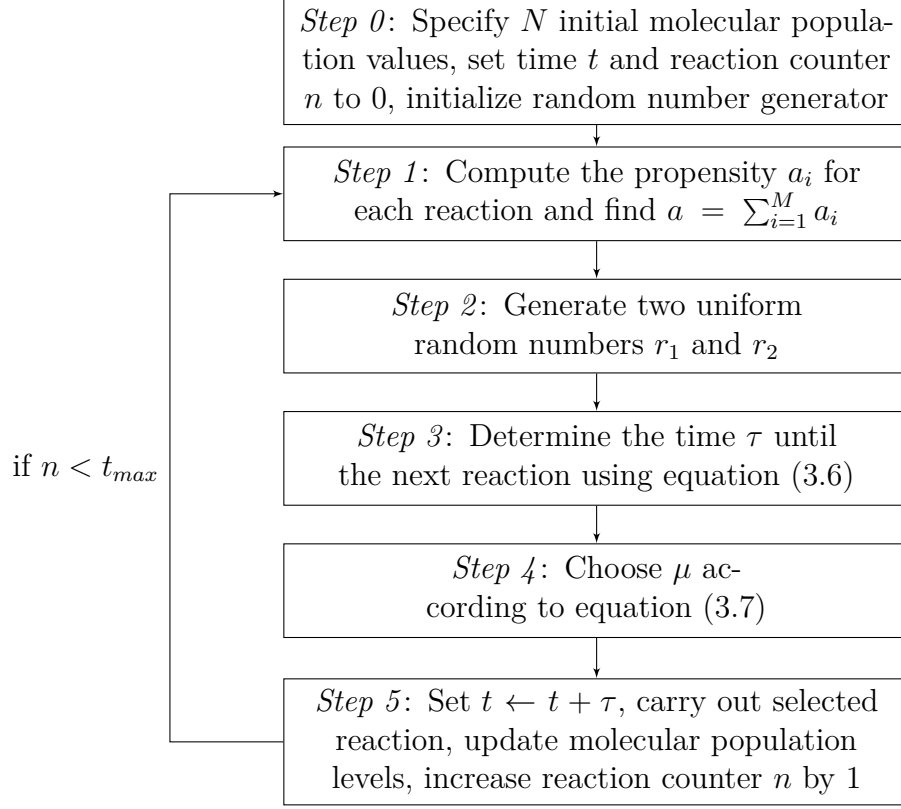 Step 0: Specify N initial molecular popula-
tion values, set time t and reaction counter
n to 0, initialize random number generator
Step 1: Compute the propensity a_i for
each reaction and find a = ∑_{i=1}^{M} a_i
Step 2: Generate two uniform
random numbers r_1 and r_2
Step 3: Determine the time τ until
the next reaction using equation (3.6)
if n < t_{max}
Step 4: Choose μ ac-
cording to equation (3.7)
Step 5: Set t ← t + τ, carry out selected
reaction, update molecular population
levels, increase reaction counter n by 1